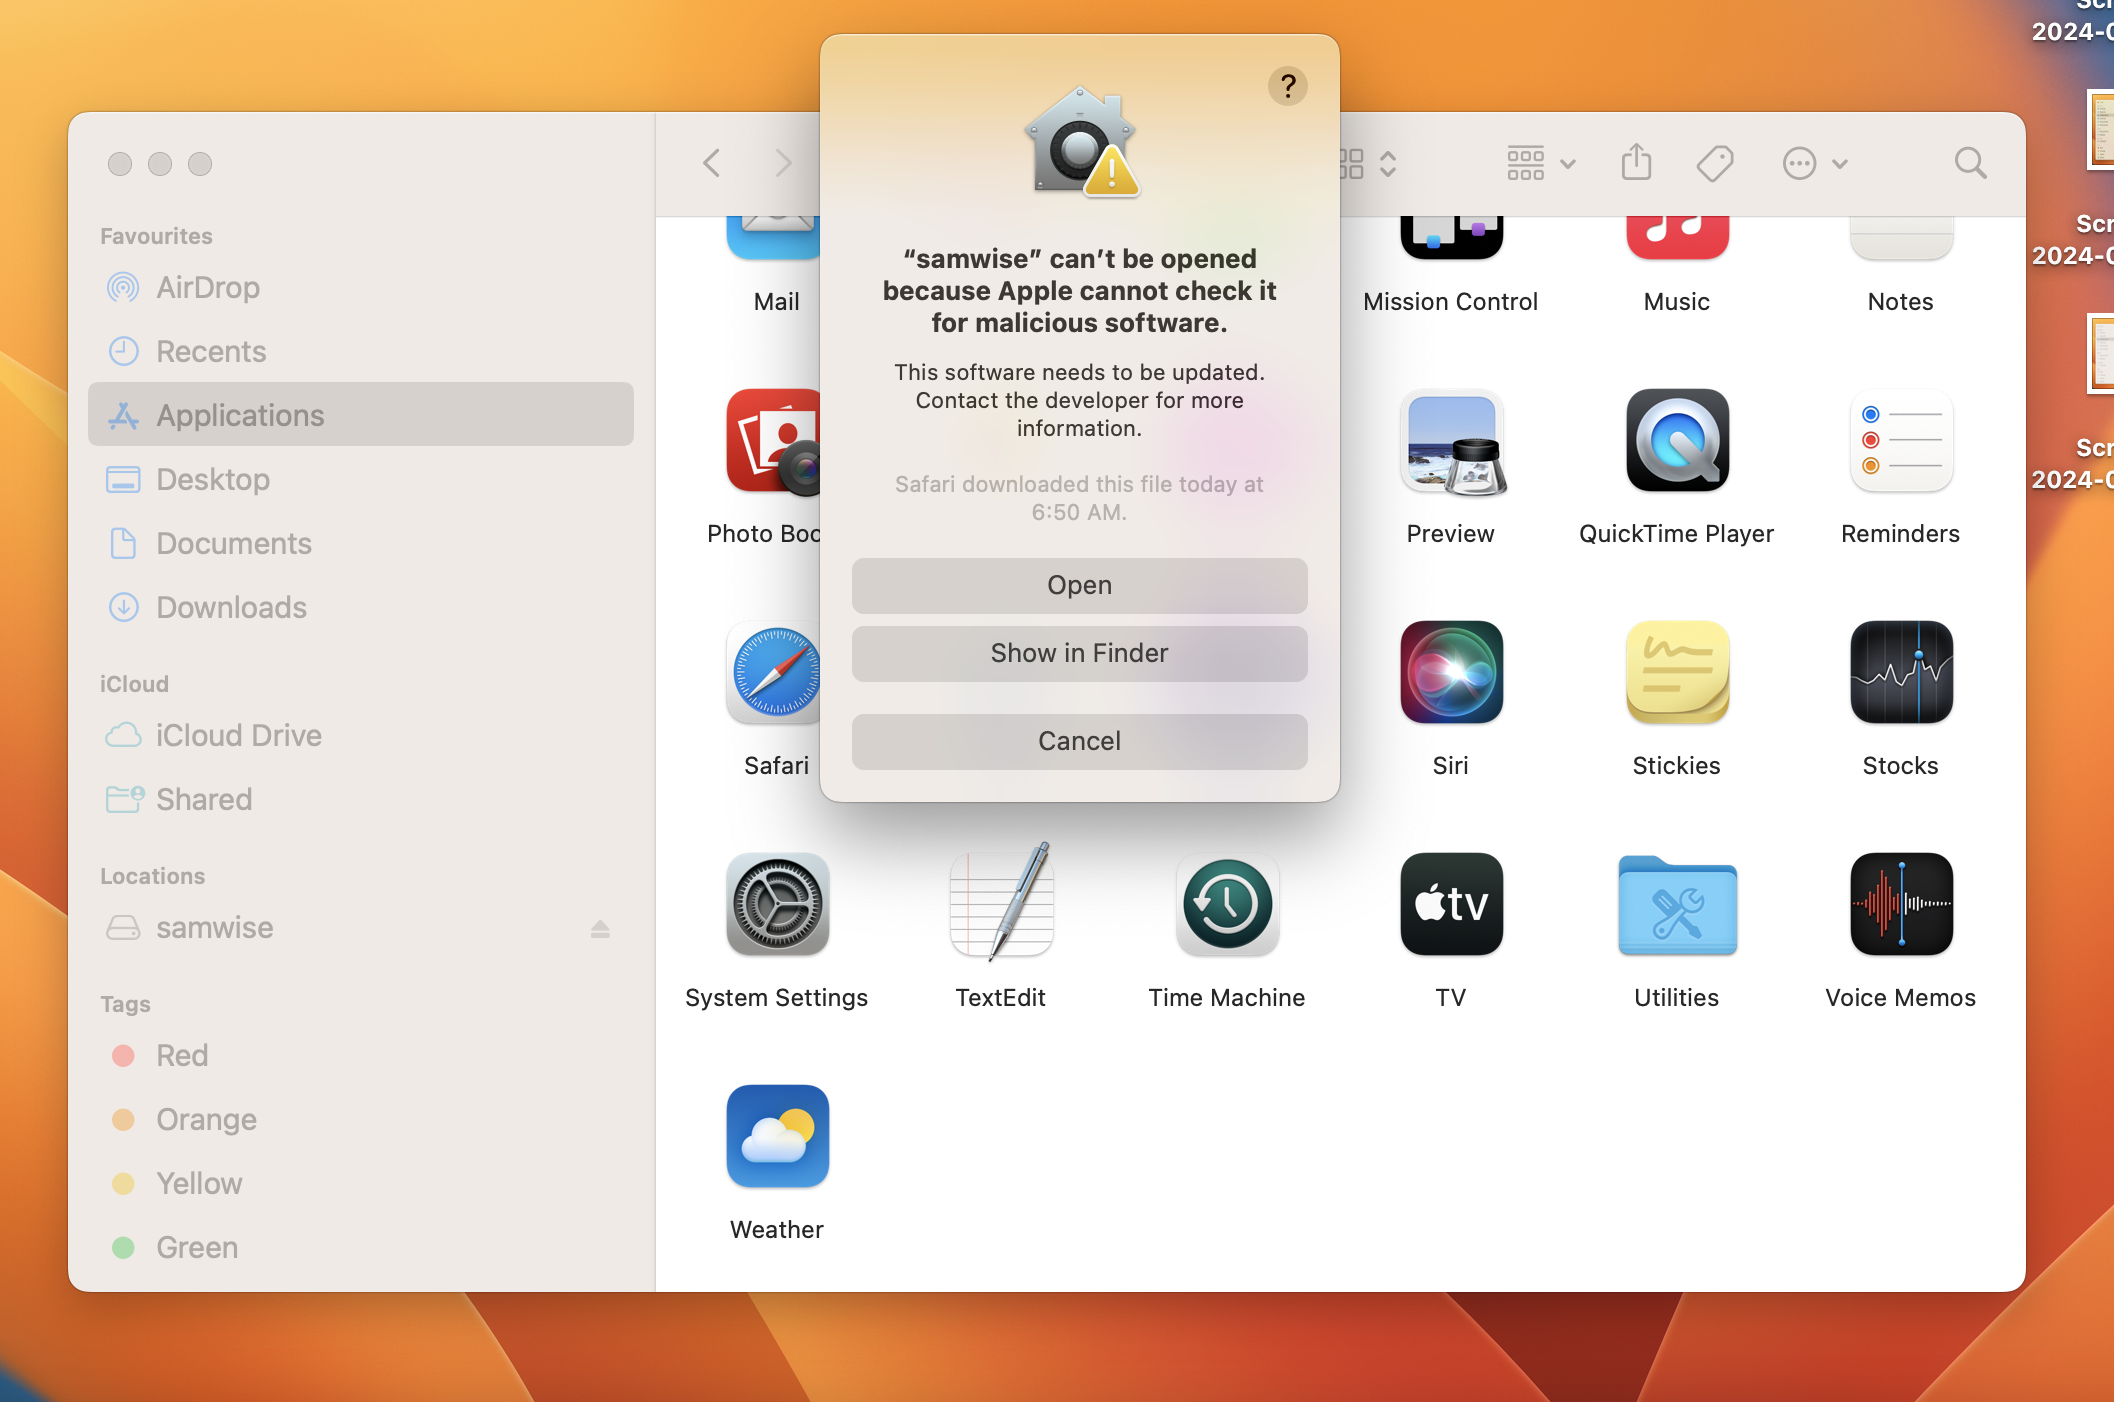 Favourites
AirDrop
Recents
Applications
Desktop
Documents
Downloads
iCloud
iCloud Drive
Shared
Locations
samwise
Tags
Red
Orange
Yellow
Green
?
“samwise” can’t be opened
because Apple cannot check it
for malicious software.
This software needs to be updated.
Contact the developer for more
information.
Safari downloaded this file today at
6:50 AM.
Open
Show in Finder
Cancel
Mail
Mission Control
Music
Notes
Photo Boo
Preview
QuickTime Player
Reminders
Safari
Siri
Stickies
Stocks
System Settings
TextEdit
Time Machine
tv
TV
Utilities
Voice Memos
Weather
Scr
2024-0
Scr
2024-0
Scr
2024-0